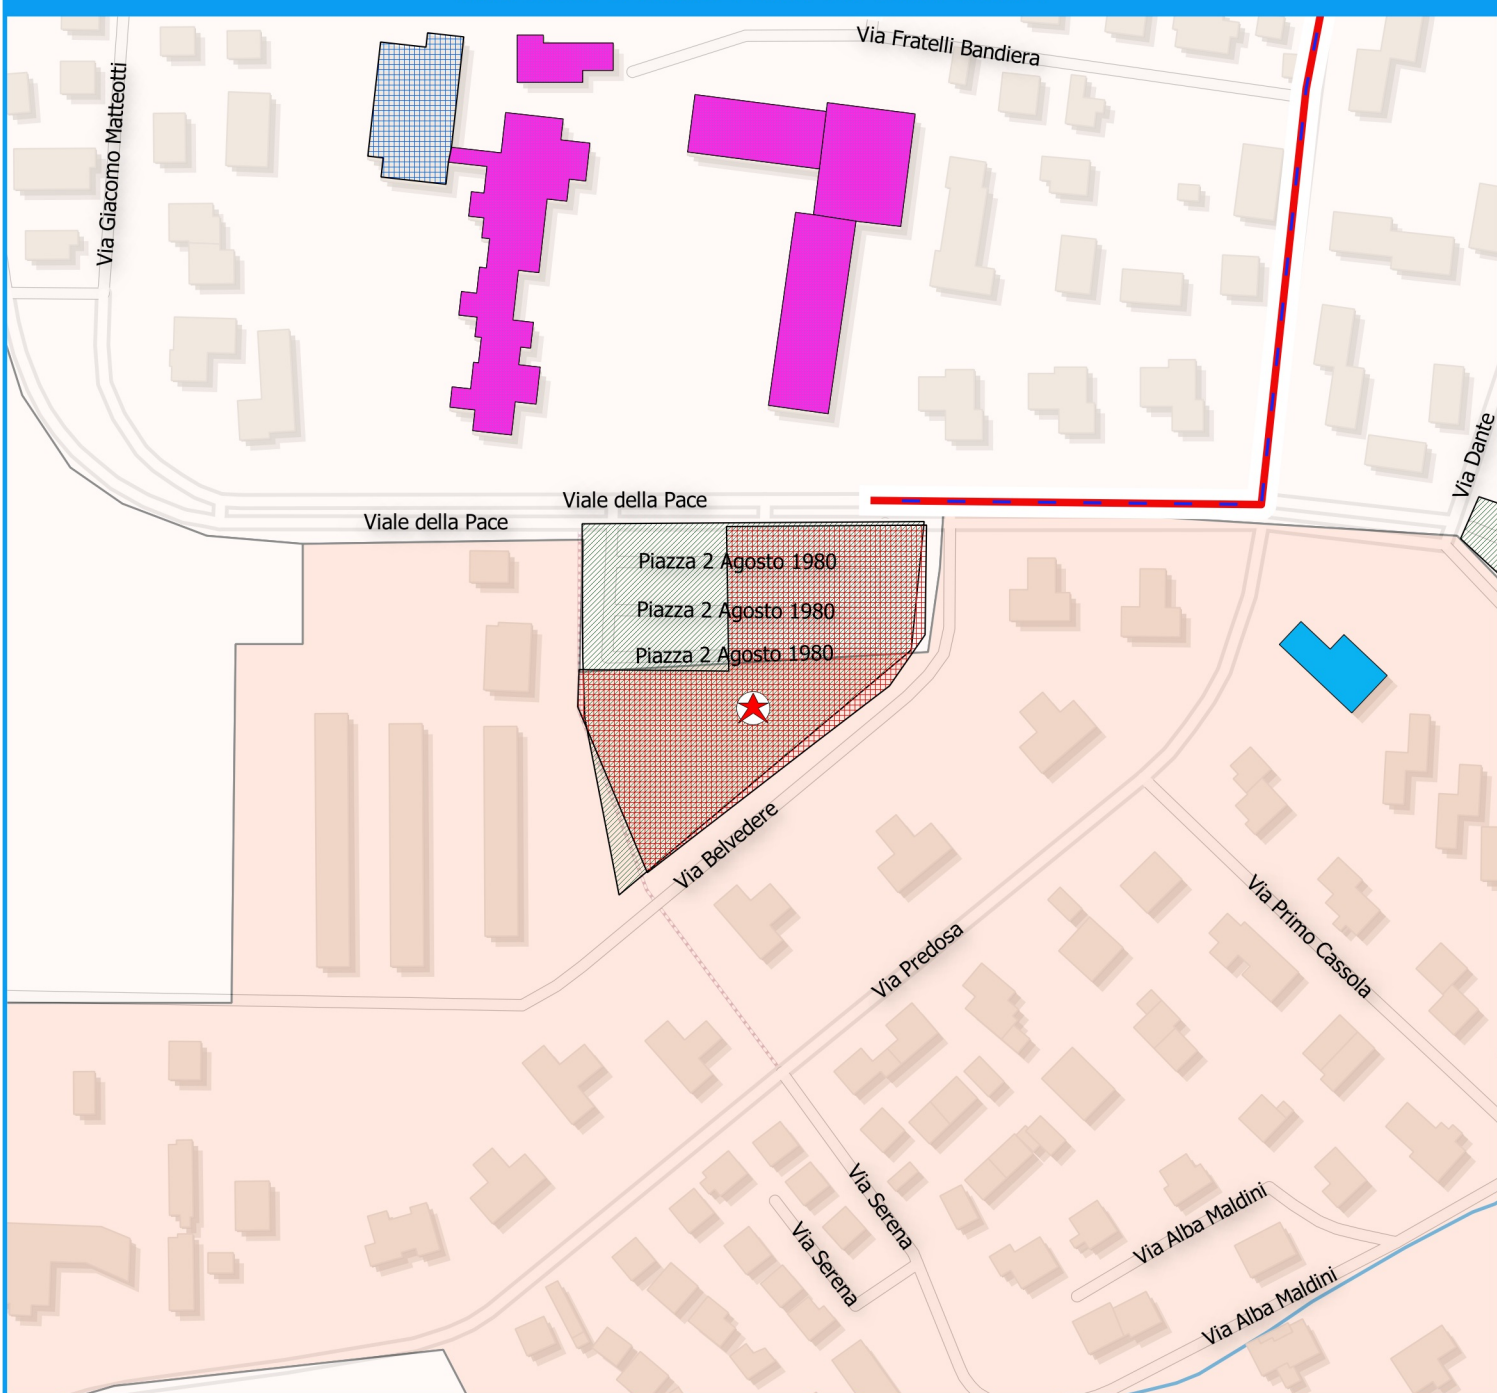 Via Fratelli Bandiera
Via Giacomo Matteotti
Via Dante
Viale della Pace
Viale della Pace
Piazza 2 Agosto 1980
Piazza 2 Agosto 1980
Piazza 2 Agosto 1980
Via Belvedere
Via Predosa
Via Primo Cassola
Via Serena
Via Serena
Via Alba Maldini
Via Alba Maldini